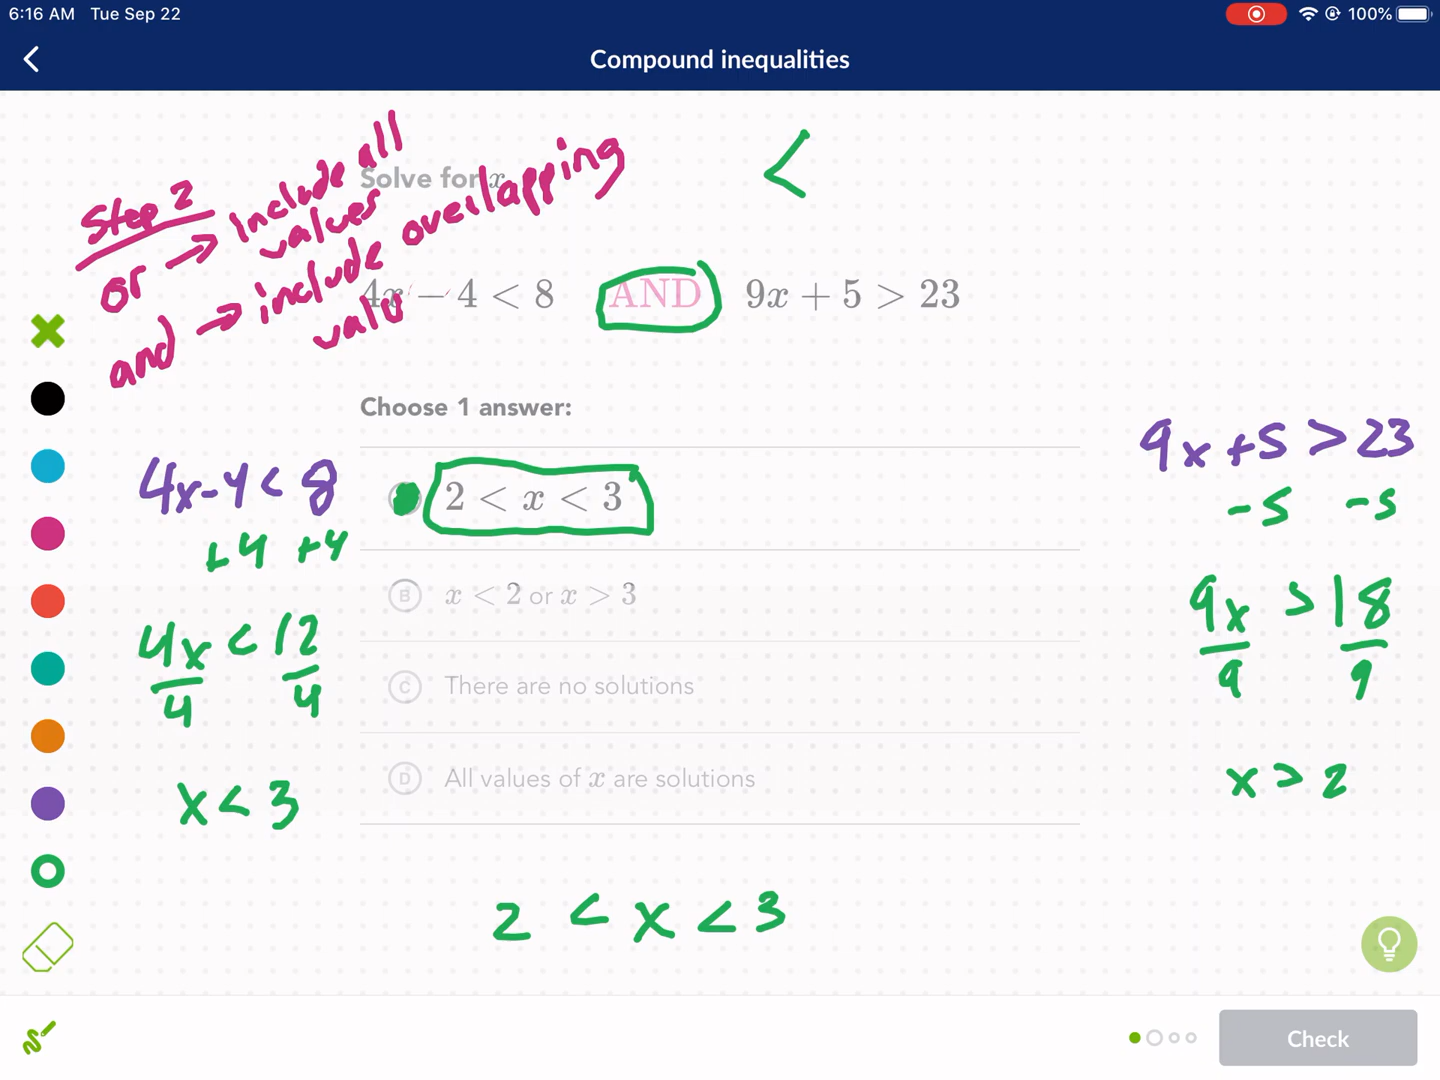 6:16 AM Tue Sep 22 100%
Compound inequalities
Step 2
or → include all
values
and → include overlapping
valu
Solve for x
<
4x − 4 < 8 AND 9x + 5 > 23
Choose 1 answer:
2 < x < 3
B x < 2 or x > 3
C There are no solutions
D All values of x are solutions
4x-4 < 8
+4 +4
4x < 12
4 4
x < 3
9x +5 > 23
-5 -5
9x > 18
9 9
x > 2
2 < x < 3
Check